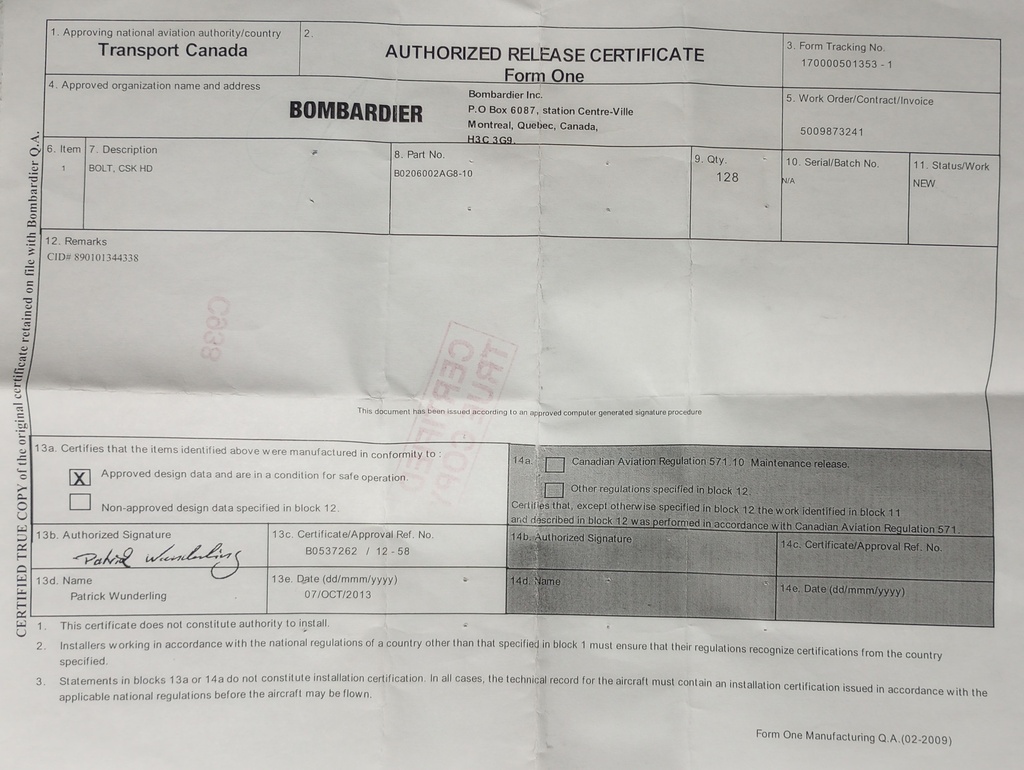 1. Approving national aviation authority/country
Transport Canada
2.
AUTHORIZED RELEASE CERTIFICATE
Form One
3. Form Tracking No.
170000501353 - 1
4. Approved organization name and address
BOMBARDIER
Bombardier Inc.
P.O Box 6087, station Centre-Ville
Montreal, Quebec, Canada,
H3C 3G9.
5. Work Order/Contract/Invoice
5009873241
6. Item
1
7. Description
BOLT, CSK HD
8. Part No.
B0206002AG8-10
9. Qty.
128
10. Serial/Batch No.
N/A
11. Status/Work
NEW
12. Remarks
CID# 890101344338
C938
TRUE COPY
CERTIFIED
This document has been issued according to an approved computer generated signature procedure
13a. Certifies that the items identified above were manufactured in conformity to :
X Approved design data and are in a condition for safe operation.
Non-approved design data specified in block 12.
14a. Canadian Aviation Regulation 571.10 Maintenance release.
Other regulations specified in block 12.
Certifies that, except otherwise specified in block 12 the work identified in block 11
and described in block 12 was performed in accordance with Canadian Aviation Regulation 571.
13b. Authorized Signature
Patrick Wunderling
13c. Certificate/Approval Ref. No.
B0537262 / 12 - 58
14b. Authorized Signature
14c. Certificate/Approval Ref. No.
13d. Name
Patrick Wunderling
13e. Date (dd/mmm/yyyy)
07/OCT/2013
14d. Name
14e. Date (dd/mmm/yyyy)
1. This certificate does not constitute authority to install.
2. Installers working in accordance with the national regulations of a country other than that specified in block 1 must ensure that their regulations recognize certifications from the country
specified.
3. Statements in blocks 13a or 14a do not constitute installation certification. In all cases, the technical record for the aircraft must contain an installation certification issued in accordance with the
applicable national regulations before the aircraft may be flown.
Form One Manufacturing Q.A.(02-2009)
CERTIFIED TRUE COPY of the original certificate retained on file with Bombardier Q.A.